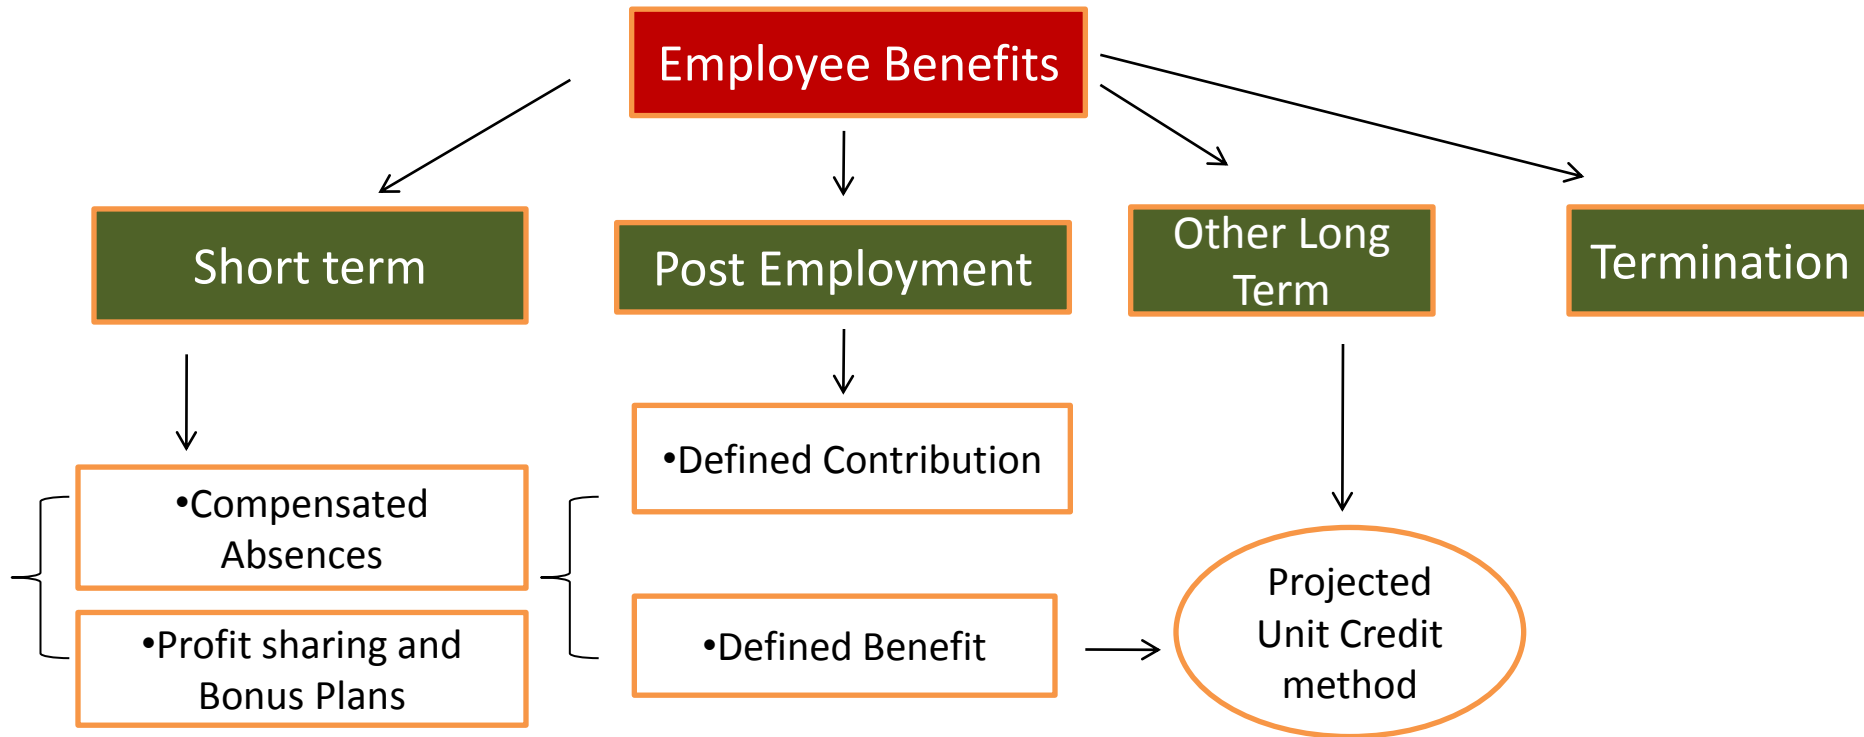 Employee Benefits
Short term
Post Employment
Other Long
Term
Termination
•Compensated
Absences
•Profit sharing and
Bonus Plans
•Defined Contribution
•Defined Benefit
Projected
Unit Credit
method